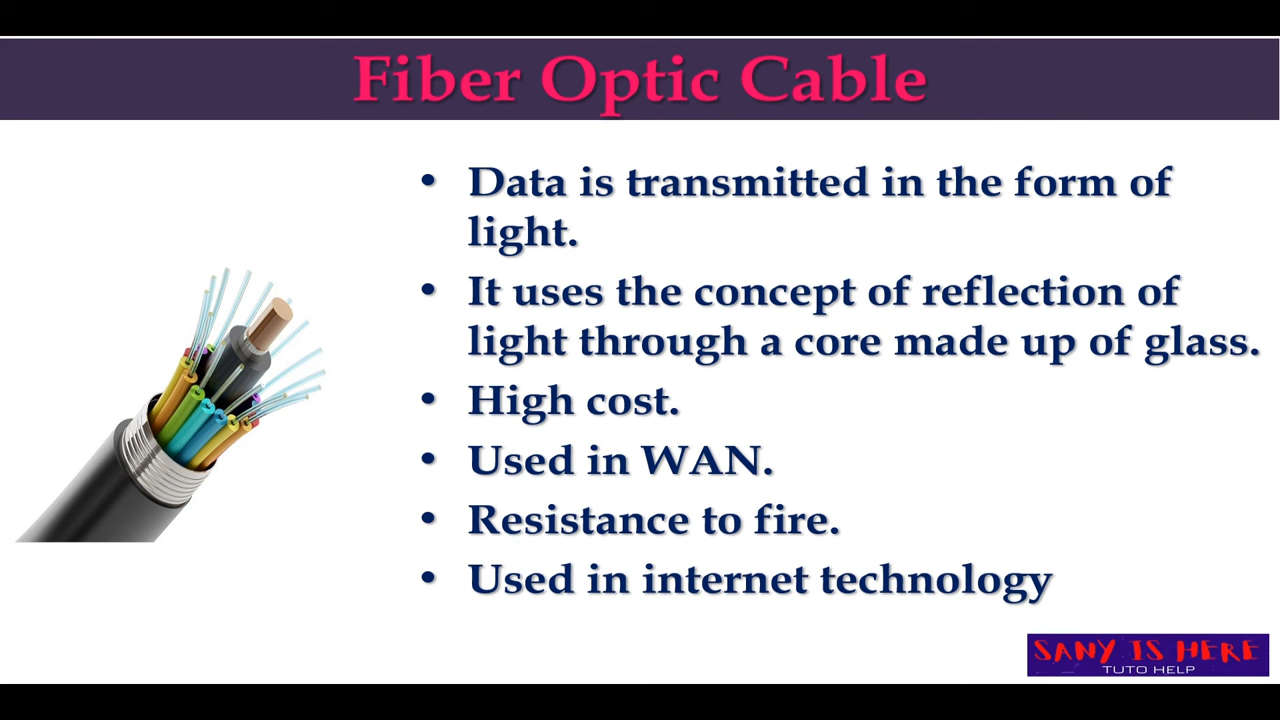 Fiber Optic Cable
• Data is transmitted in the form of
light.
• It uses the concept of reflection of
light through a core made up of glass.
• High cost.
• Used in WAN.
• Resistance to fire.
• Used in internet technology
SANY IS HERE
TUTO HELP